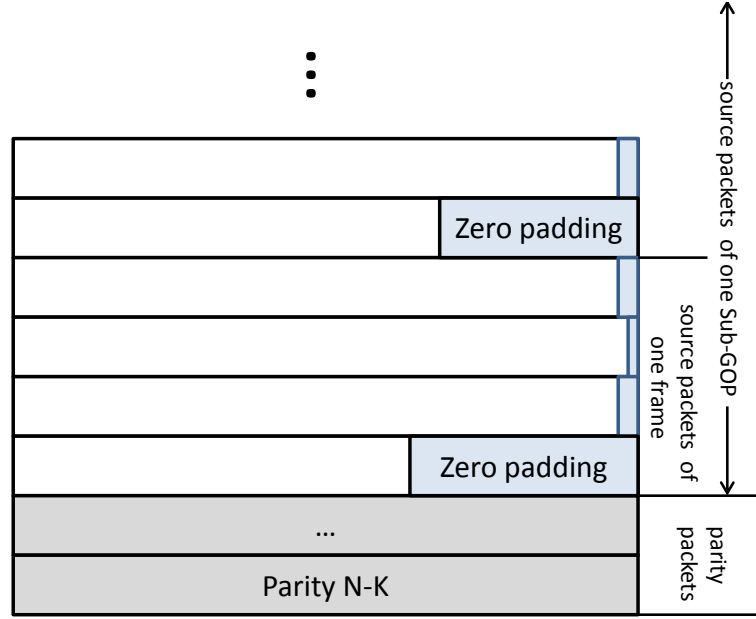 ⋮
Zero padding
Zero padding
...
Parity N-K
source packets of one Sub-GOP
source packets of
one frame
parity
packets